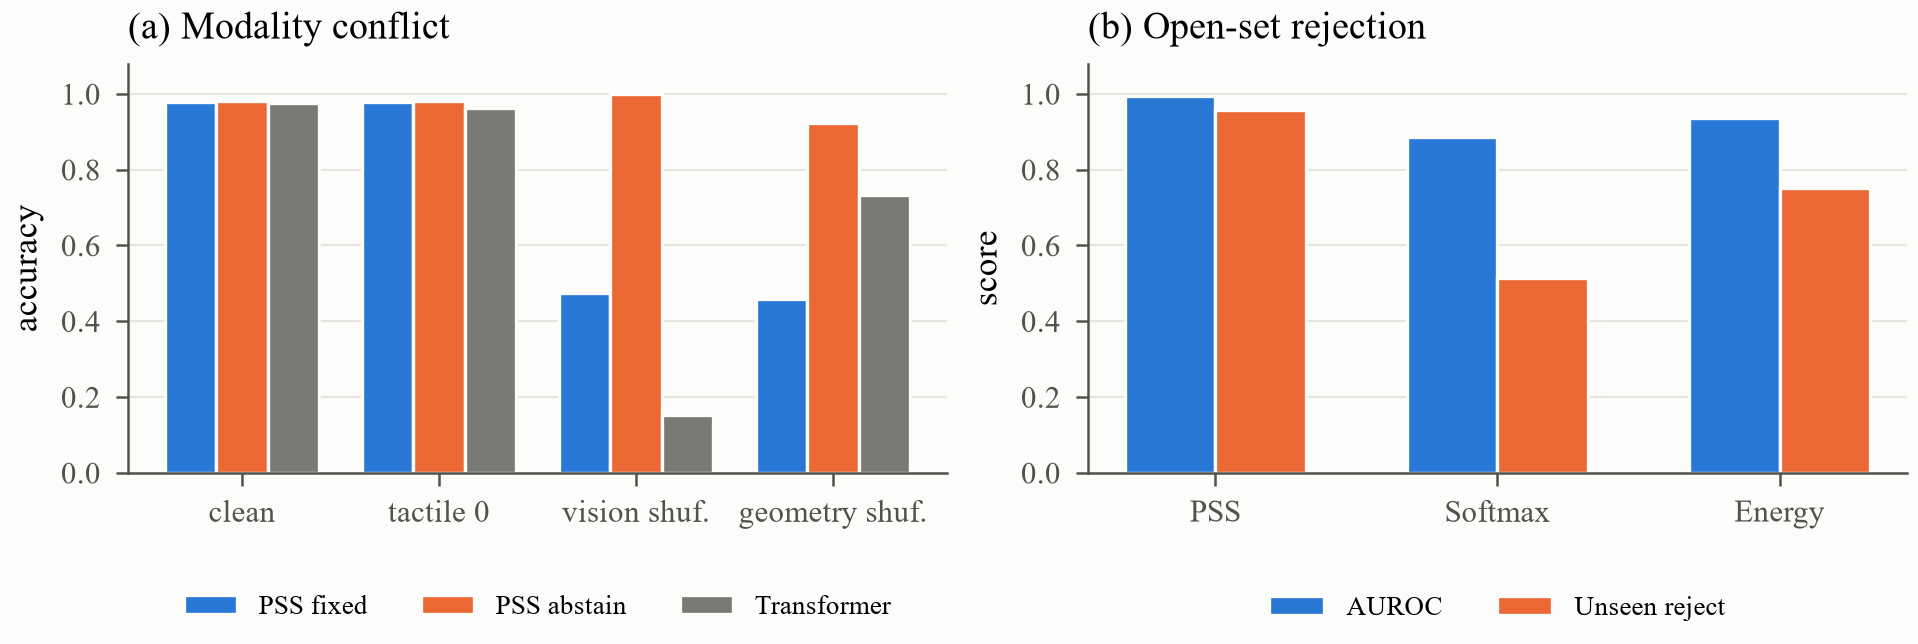 (a) Modality conflict
accuracy
1.0
0.8
0.6
0.4
0.2
0.0
clean
tactile 0
vision shuf.
geometry shuf.
PSS fixed
PSS abstain
Transformer
(b) Open-set rejection
score
1.0
0.8
0.6
0.4
0.2
0.0
PSS
Softmax
Energy
AUROC
Unseen reject